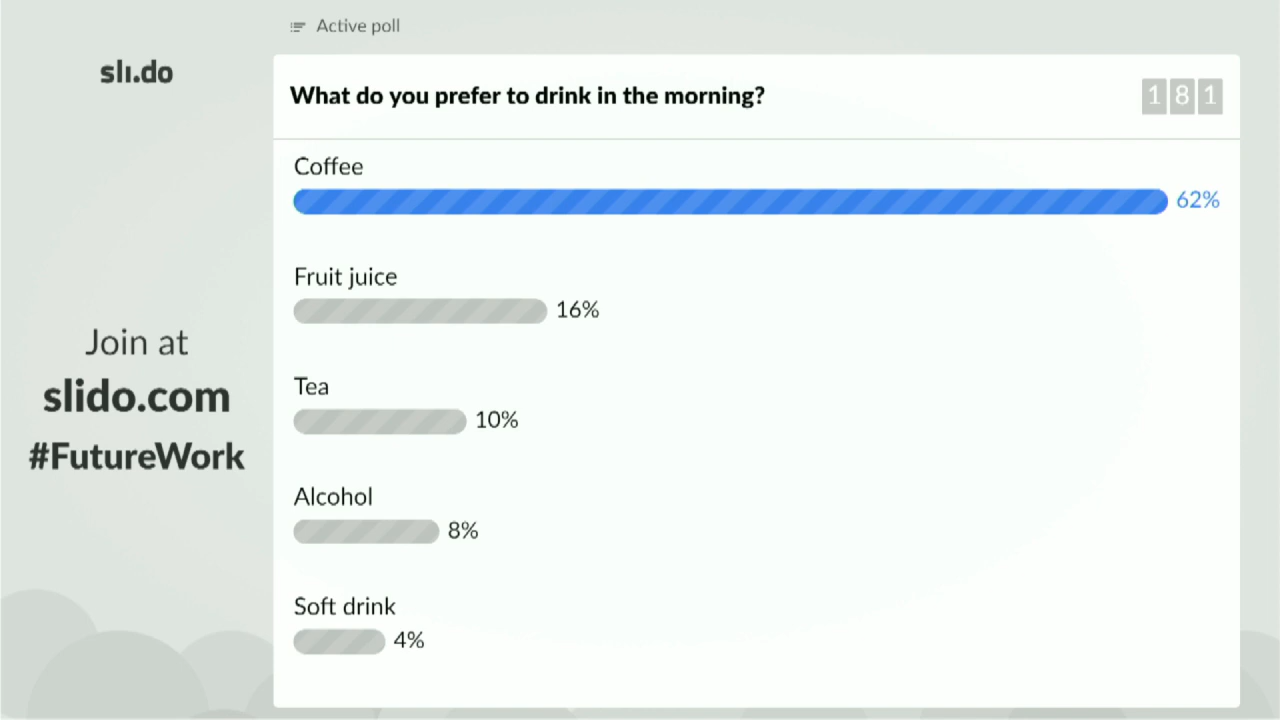 Active poll
sli.do
What do you prefer to drink in the morning?
181
Coffee
62%
Fruit juice
16%
Tea
10%
Alcohol
8%
Soft drink
4%
Join at
slido.com
#FutureWork